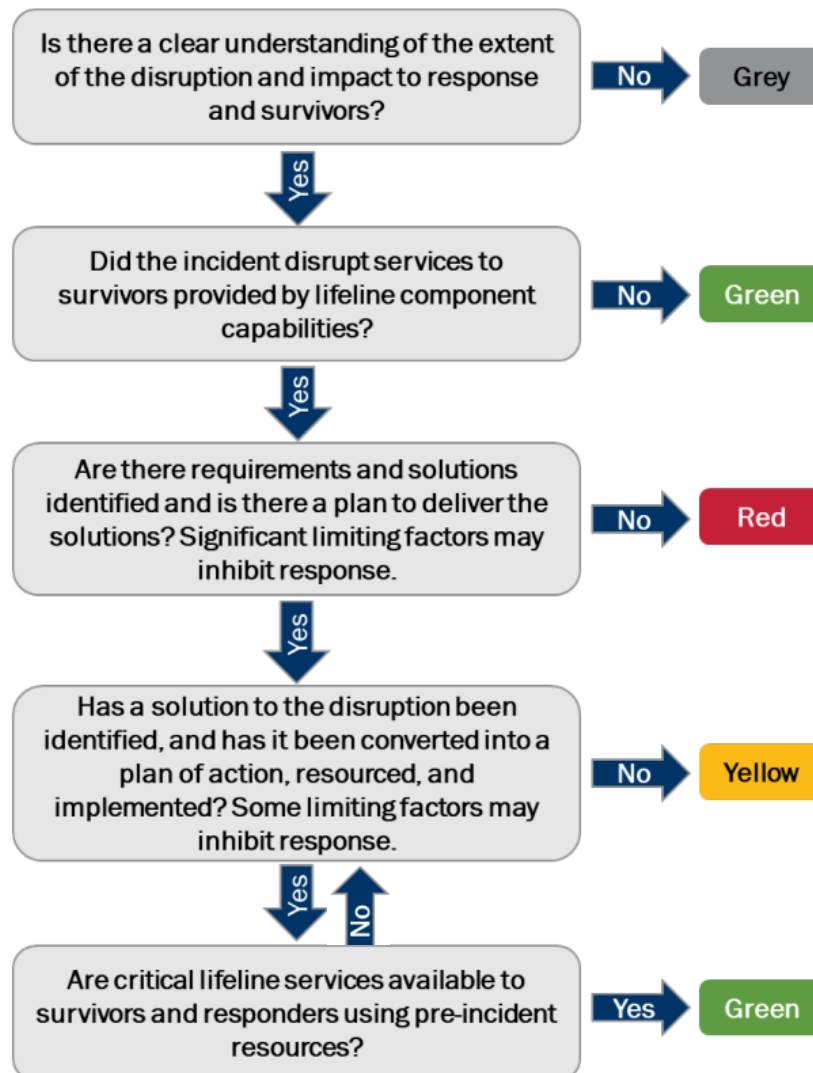 Is there a clear understanding of the extent
of the disruption and impact to response
and survivors?
No
Grey
Yes
Did the incident disrupt services to
survivors provided by lifeline component
capabilities?
No
Green
Yes
Are there requirements and solutions
identified and is there a plan to deliver the
solutions? Significant limiting factors may
inhibit response.
No
Red
Yes
Has a solution to the disruption been
identified, and has it been converted into a
plan of action, resourced, and
implemented? Some limiting factors may
inhibit response.
No
Yellow
Yes
No
Are critical lifeline services available to
survivors and responders using pre-incident
resources?
Yes
Green